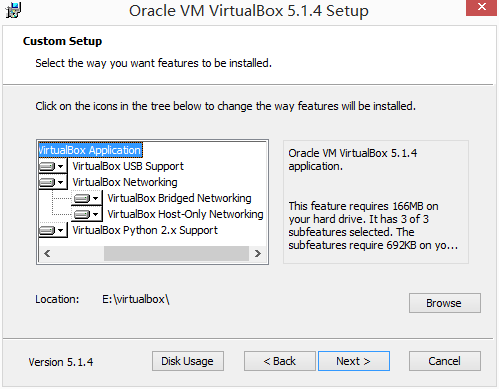 Oracle VM VirtualBox 5.1.4 Setup
Custom Setup
Select the way you want features to be installed.
Click on the icons in the tree below to change the way features will be installed.
VirtualBox Application
VirtualBox USB Support
VirtualBox Networking
VirtualBox Bridged Networking
VirtualBox Host-Only Networking
VirtualBox Python 2.x Support
Oracle VM VirtualBox 5.1.4
application.
This feature requires 166MB on
your hard drive. It has 3 of 3
subfeatures selected. The
subfeatures require 692KB on yo...
Location: E:\virtualbox\
Browse
Version 5.1.4
Disk Usage
< Back
Next >
Cancel